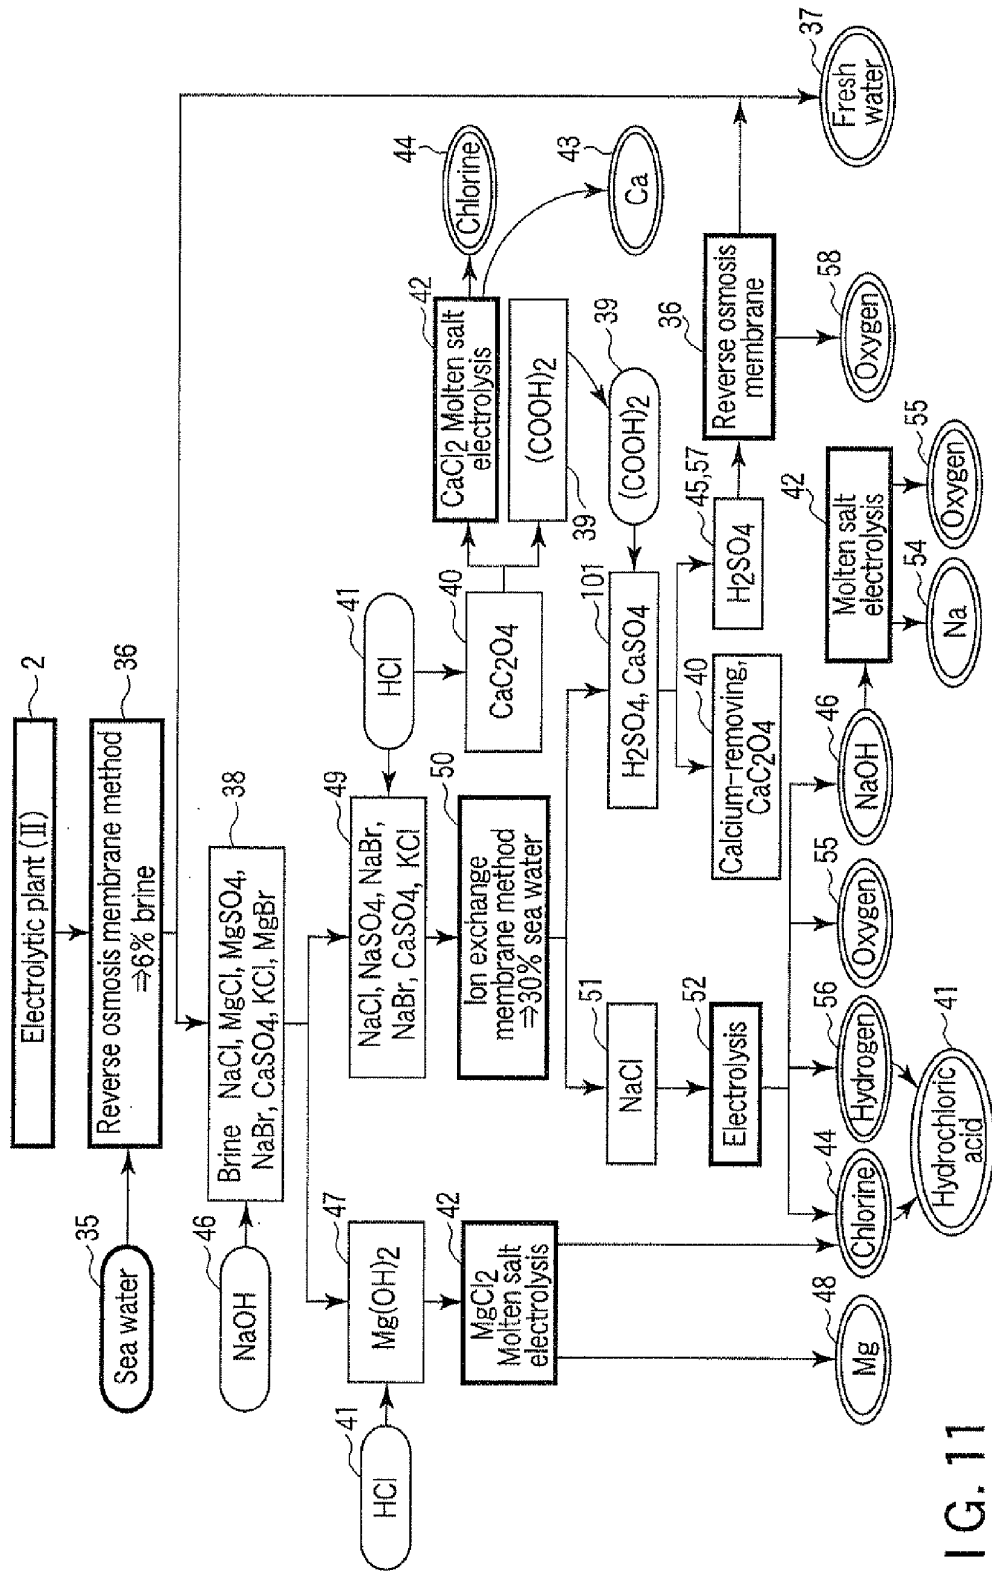 Electrolytic plant (II)
2
35
Sea water
Reverse osmosis membrane method
⇒6% brine
36
46
NaOH
Brine NaCl, MgCl, MgSO4,
NaBr, CaSO4, KCl, MgBr
38
41
HCl
47
Mg(OH)2
42
MgCl2
Molten salt
electrolysis
49
NaCl, NaSO4, NaBr,
NaBr, CaSO4, KCl
50
Ion exchange
membrane method
⇒30% sea water
41
HCl
40
CaC2O4
42
CaCl2 Molten salt
electrolysis
44
Chlorine
(COOH)2
39
43
Ca
39
(COOH)2
51
NaCl
52
Electrolysis
101
H2SO4, CaSO4
40
Calcium-removing,
CaC2O4
45,57
H2SO4
36
Reverse osmosis
membrane
42
Molten salt
electrolysis
48
Mg
44
Chlorine
56
Hydrogen
55
Oxygen
46
NaOH
54
Na
55
Oxygen
58
Oxygen
37
Fresh
water
41
Hydrochloric
acid
I G. 11